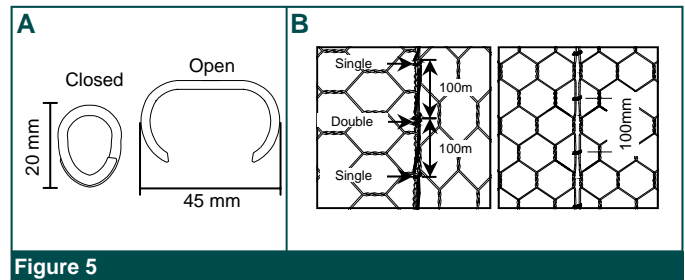 A
Closed
Open
20 mm
45 mm
B
Single
100m
Double
100m
Single
100mm
Figure 5